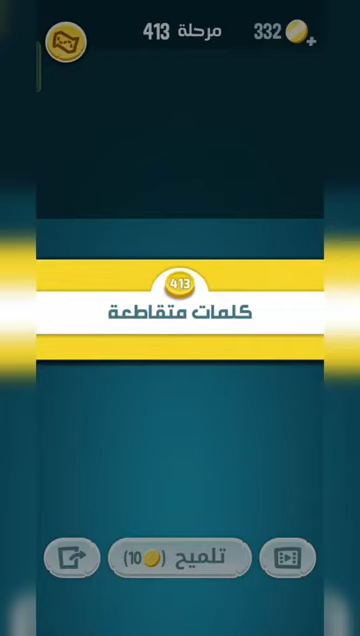 332 مرحلة 413
413
كلمات متقاطعة
تلميح (10)